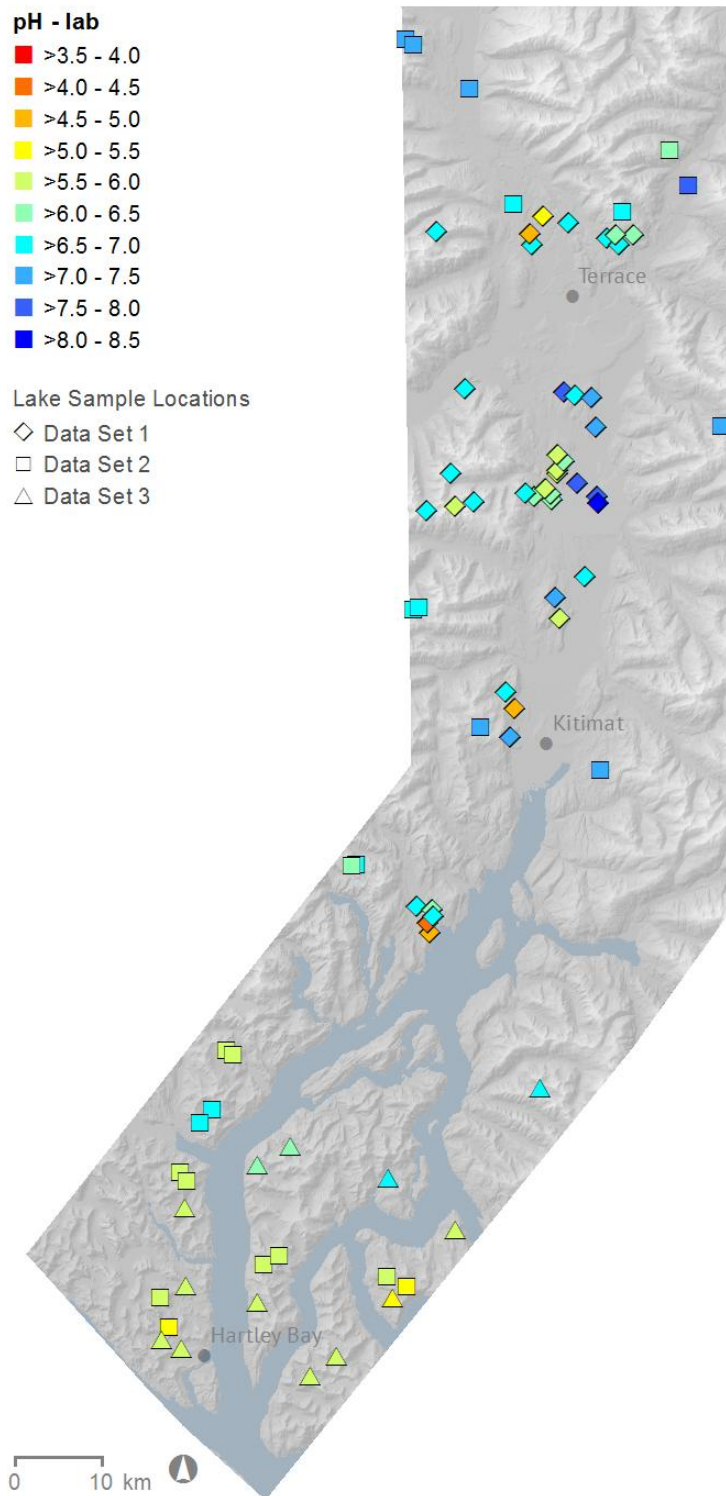 pH - lab
>3.5 - 4.0
>4.0 - 4.5
>4.5 - 5.0
>5.0 - 5.5
>5.5 - 6.0
>6.0 - 6.5
>6.5 - 7.0
>7.0 - 7.5
>7.5 - 8.0
>8.0 - 8.5
Lake Sample Locations
Data Set 1
Data Set 2
Data Set 3
Terrace
Kitimat
Hartley Bay
0 10 km